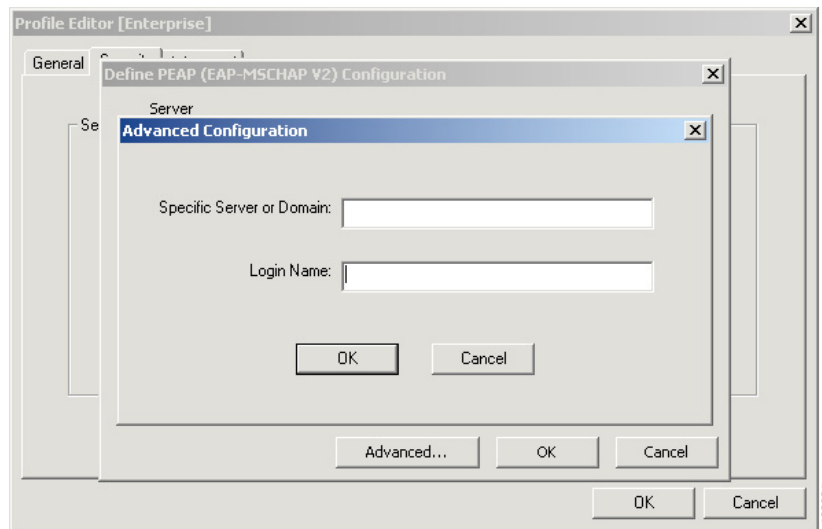 Profile Editor [Enterprise]
General
Define PEAP (EAP-MSCHAP V2) Configuration
Server
Se
Advanced Configuration
Specific Server or Domain:
Login Name:
OK Cancel
Advanced... OK Cancel
OK Cancel